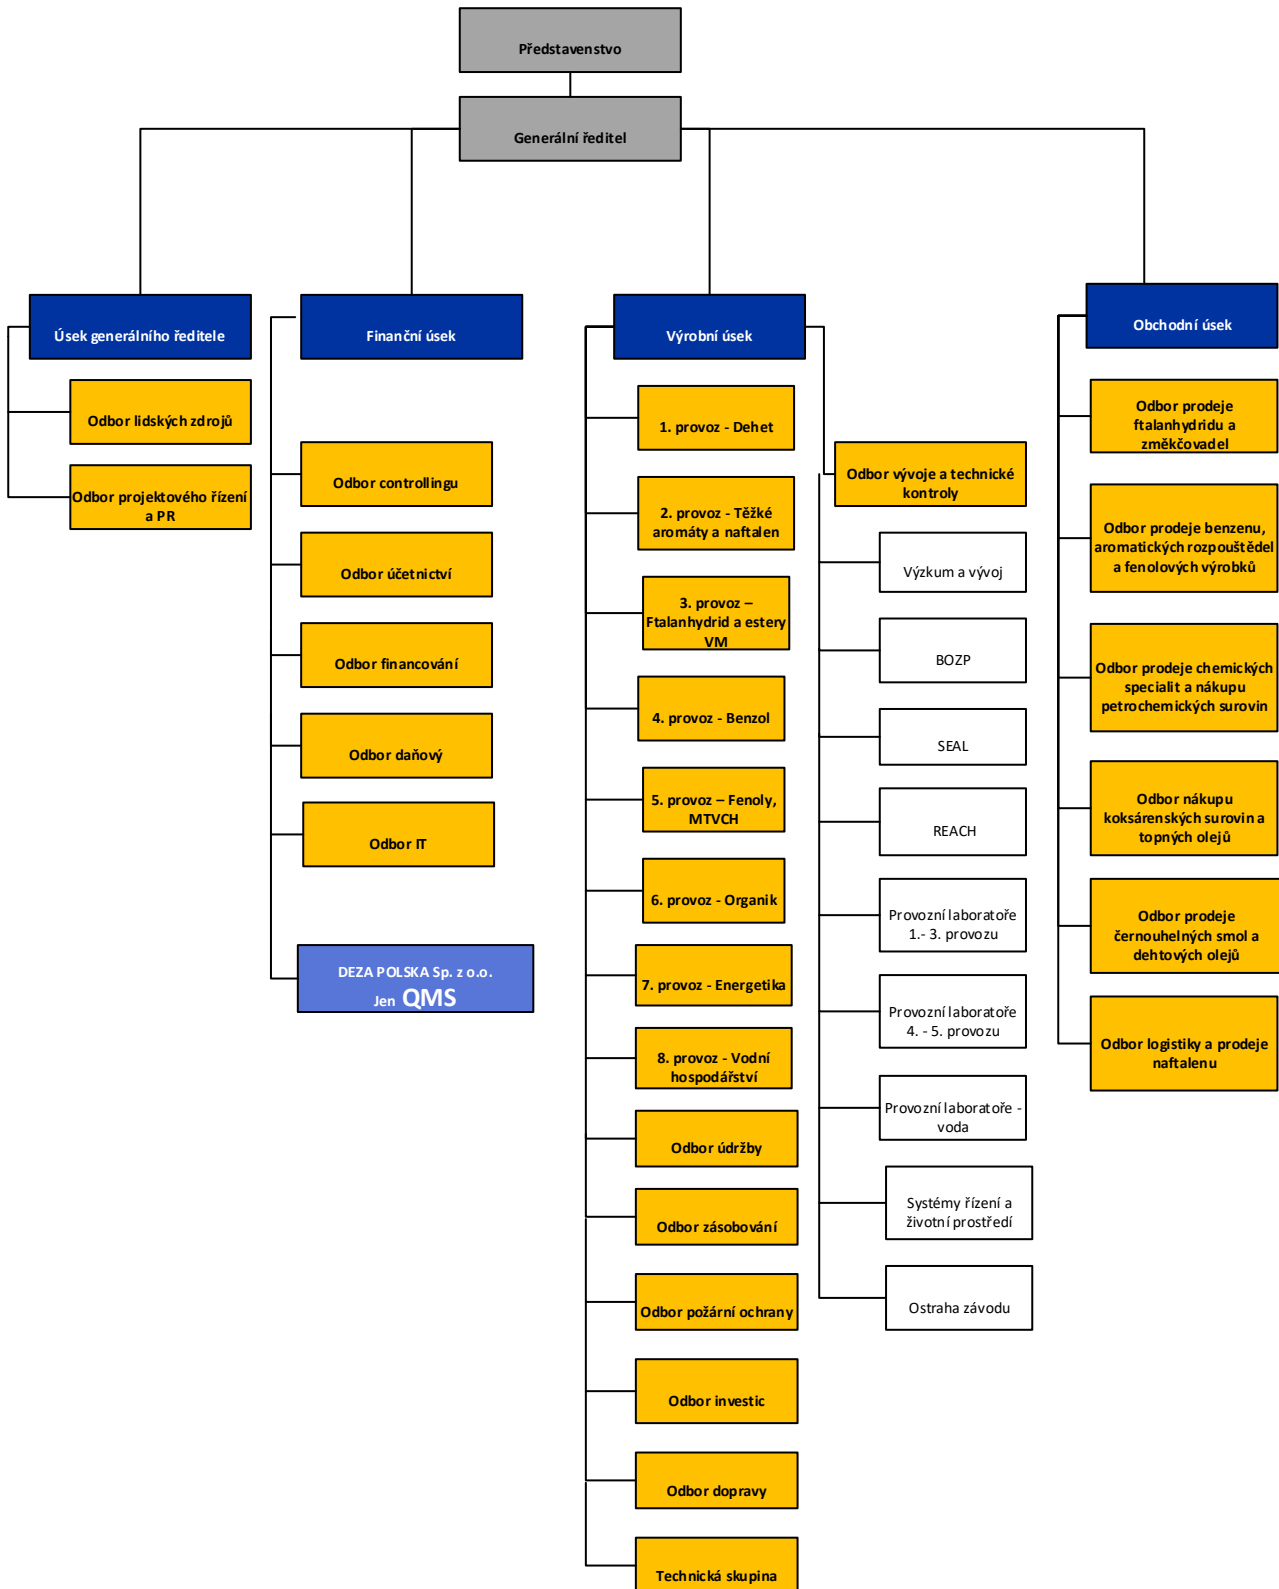 Představenstvo
Generální ředitel
Úsek generálního ředitele
Odbor lidských zdrojů
Odbor projektového řízení
a PR
Finanční úsek
Odbor controllingu
Odbor účetnictví
Odbor financování
Odbor daňový
Odbor IT
DEZA POLSKA Sp. z o.o.
Jen QMS
Výrobní úsek
1. provoz - Dehet
2. provoz - Těžké
aromáty a naftalen
3. provoz –
Ftalanhydrid a estery
VM
4. provoz - Benzol
5. provoz – Fenoly,
MTVCH
6. provoz - Organik
7. provoz - Energetika
8. provoz - Vodní
hospodářství
Odbor údržby
Odbor zásobování
Odbor požární ochrany
Odbor investic
Odbor dopravy
Technická skupina
Odbor vývoje a technické
kontroly
Výzkum a vývoj
BOZP
SEAL
REACH
Provozní laboratoře
1.- 3. provozu
Provozní laboratoře
4. - 5. provozu
Provozní laboratoře -
voda
Systémy řízení a
životní prostředí
Ostraha závodu
Obchodní úsek
Odbor prodeje
ftalanhydridu a
změkčovadel
Odbor prodeje benzenu,
aromatických rozpouštědel
a fenolových výrobků
Odbor prodeje chemických
specialit a nákupu
petrochemických surovin
Odbor nákupu
koksárenských surovin a
topných olejů
Odbor prodeje
černouhelných smol a
dehtových olejů
Odbor logistiky a prodeje
naftalenu